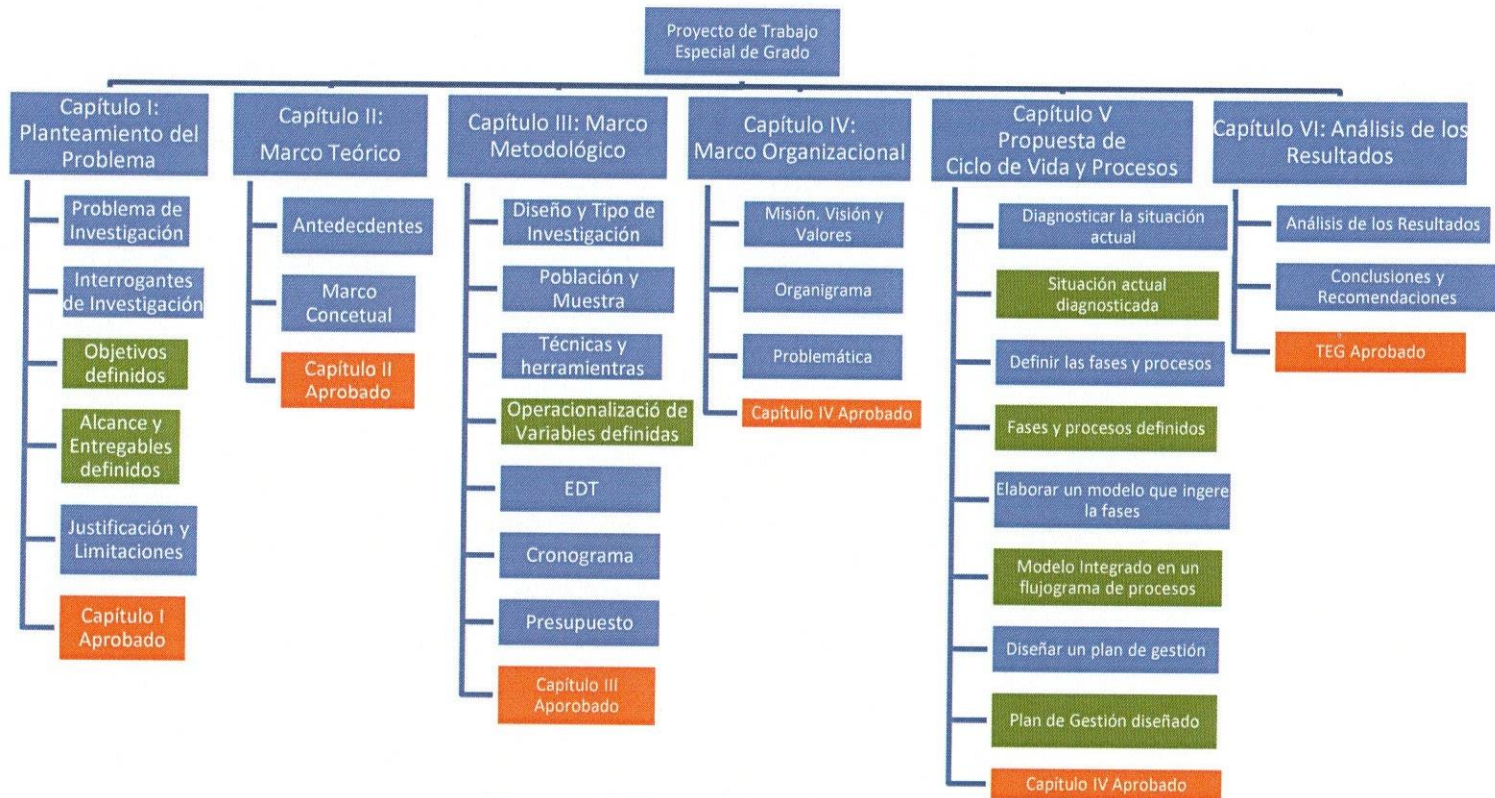 Proyecto de Trabajo
Especial de Grado
Capítulo I:
Planteamiento del
Problema
Problema de
Investigación
Interrogantes
de Investigación
Objetivos
definidos
Alcance y
Entregables
definidos
Justificación y
Limitaciones
Capítulo I
Aprobado
Capítulo II:
Marco Teórico
Antedecdentes
Marco
Concetual
Capítulo II
Aprobado
Capítulo III: Marco
Metodológico
Diseño y Tipo de
Investigación
Población y
Muestra
Técnicas y
herramientras
Operacionalizació de
Variables definidas
EDT
Cronograma
Presupuesto
Capítulo III
Aporobado
Capítulo IV:
Marco Organizacional
Misión. Visión y
Valores
Organigrama
Problemática
Capítulo IV Aprobado
Capítulo V
Propuesta de
Ciclo de Vida y Procesos
Diagnosticar la situación
actual
Situación actual
diagnosticada
Definir las fases y procesos
Fases y procesos definidos
Elaborar un modelo que ingere
la fases
Modelo Integrado en un
flujograma de procesos
Diseñar un plan de gestión
Plan de Gestión diseñado
Capítulo IV Aprobado
Capítulo VI: Análisis de los
Resultados
Análisis de los Resultados
Conclusiones y
Recomendaciones
TEG Aprobado